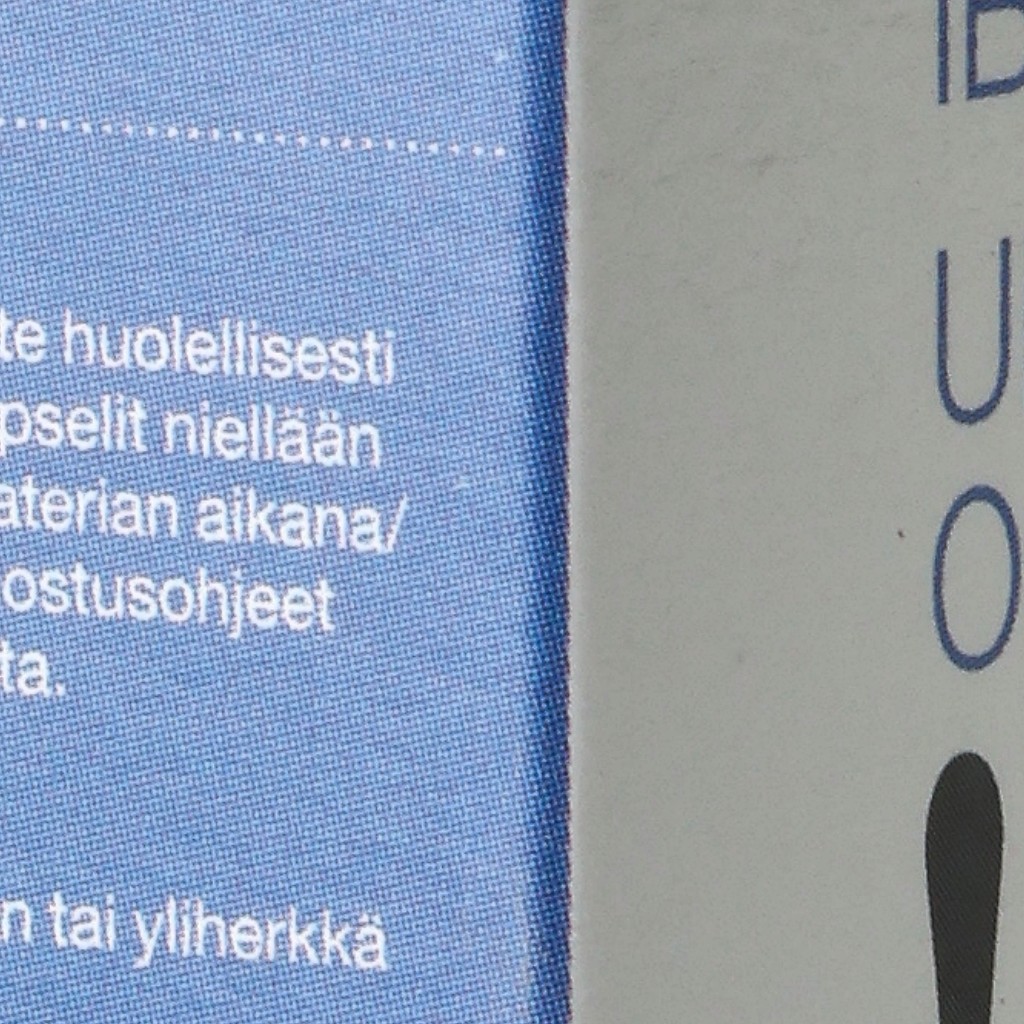 te huolellisesti
pselit niellään
aterian aikana/
ostusohjeet
ta.
n tai yliherkkä
U
O